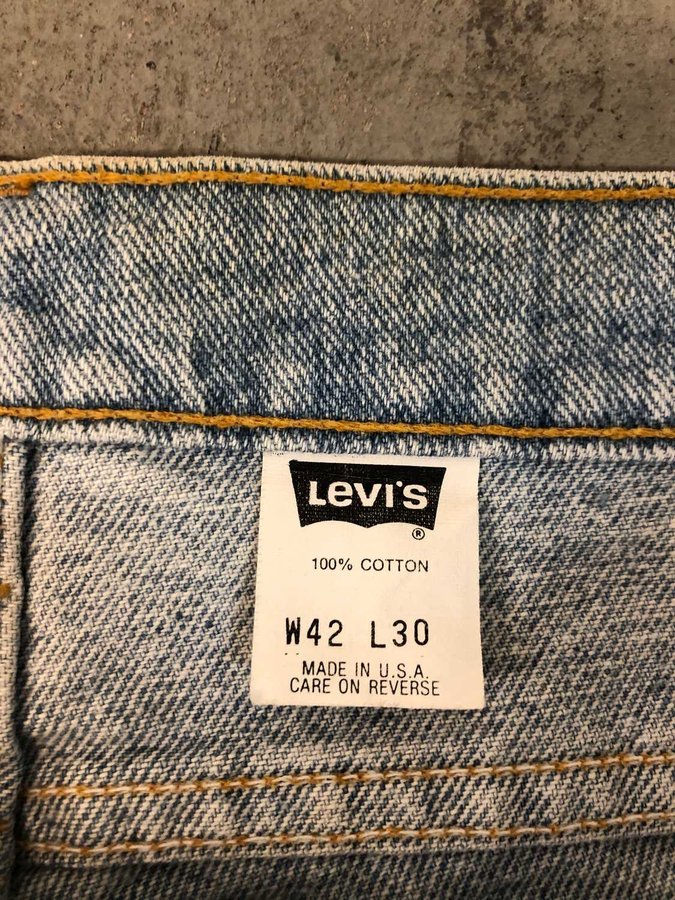 Levi's
®
100% COTTON
W42 L30
MADE IN U.S.A.
CARE ON REVERSE